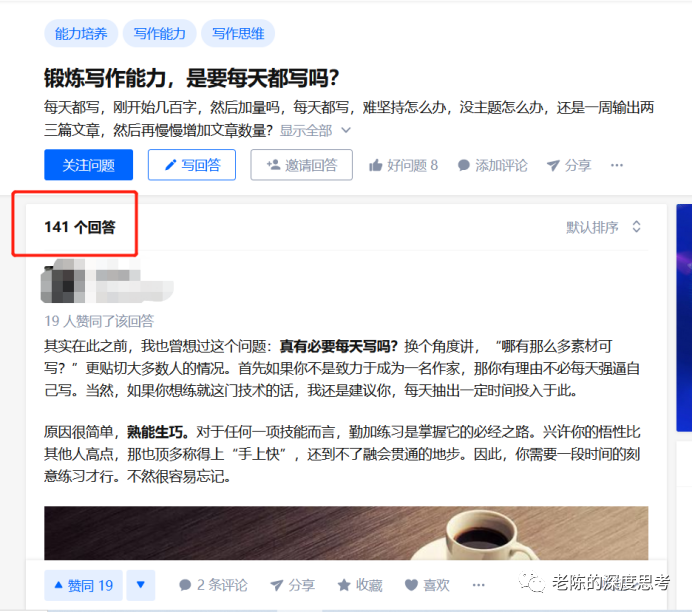 能力培养 写作能力 写作思维
锻炼写作能力，是要每天都写吗？
每天都写，刚开始几百字，然后加量吗，每天都写，难坚持怎么办，没主题怎么办，还是一周输出两
三篇文章，然后再慢慢增加文章数量？ 显示全部
关注问题 写回答 邀请回答 好问题 8 添加评论 分享 ···
141 个回答 默认排序
19 人赞同了该回答
其实在此之前，我也曾想过这个问题：真有必要每天写吗？换个角度讲，“哪有那么多素材可
写？”更贴切大多数人的情况。首先如果你不是致力于成为一名作家，那你有理由不必每天强逼自
己写。当然，如果你想练就这门技术的话，我还是建议你，每天抽出一定时间投入于此。
原因很简单，熟能生巧。对于任何一项技能而言，勤加练习是掌握它的必经之路。兴许你的悟性比
其他人高点，那也顶多称得上“手上快”，还到不了融会贯通的地步。因此，你需要一段时间的刻
意练习才行。不然很容易忘记。
赞同 19 2 条评论 分享 收藏 喜欢 ··· 老陈的深度思考